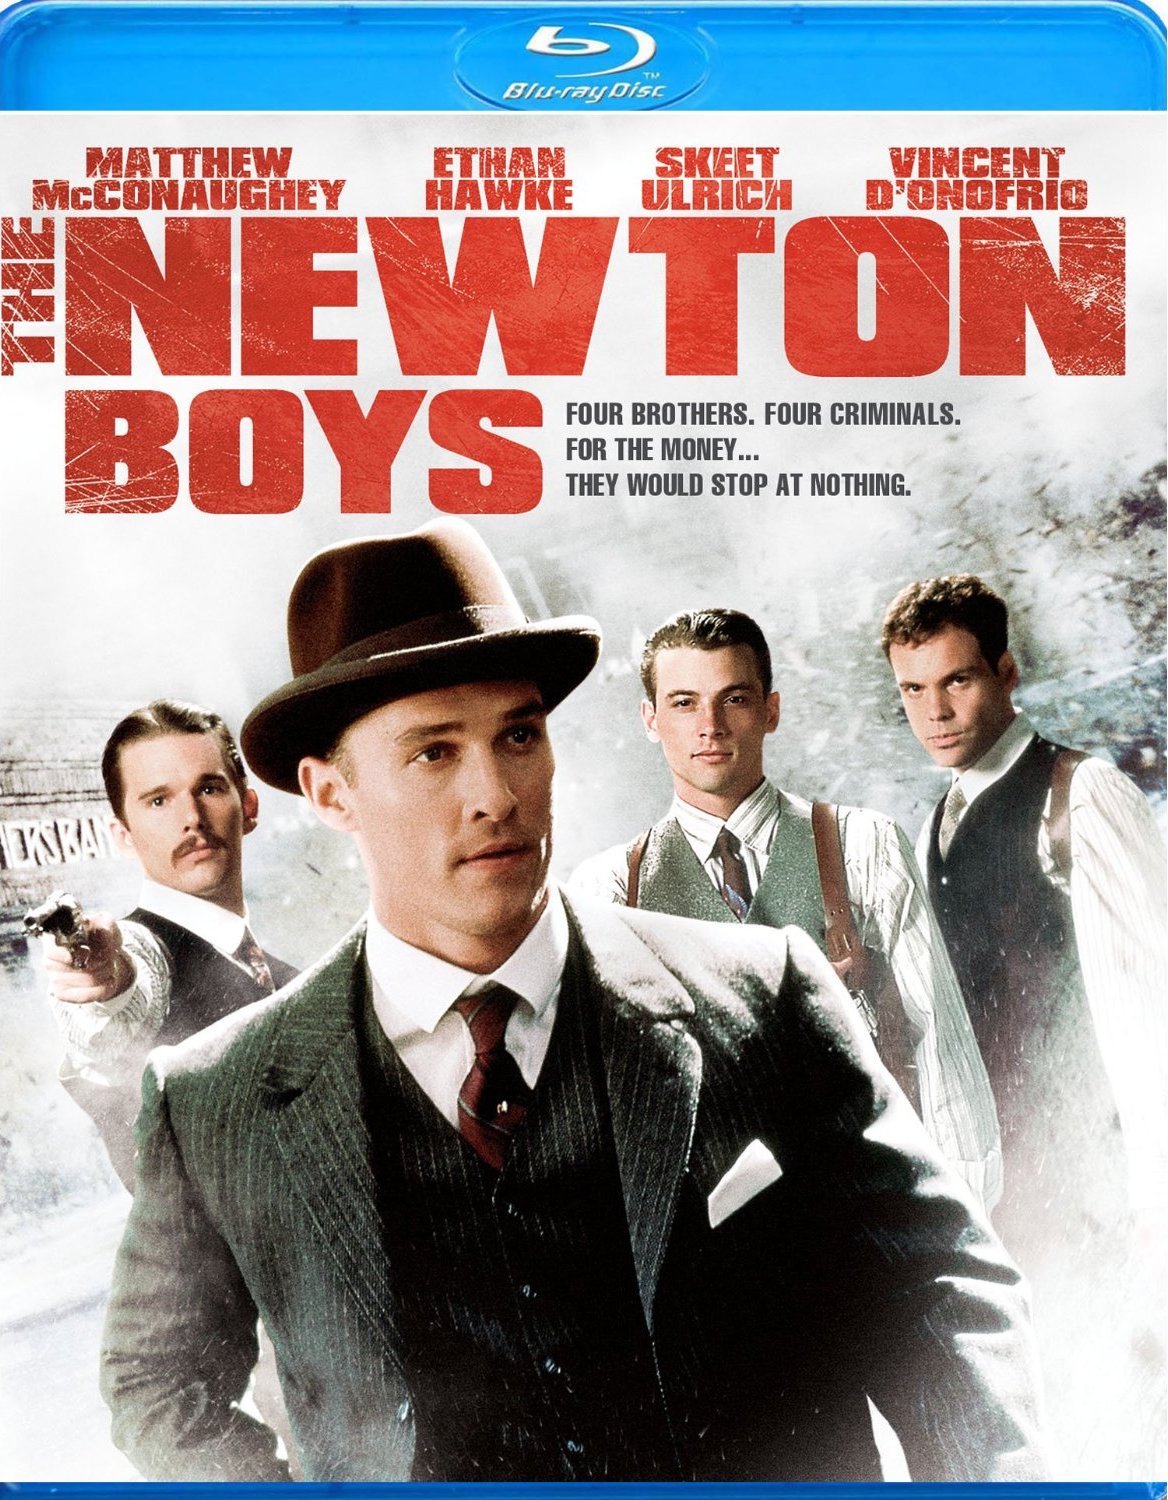 Blu-ray Disc™
MATTHEW McCONAUGHEY
ETHAN HAWKE
SKEET ULRICH
VINCENT D'ONOFRIO
THE
NEWTON
BOYS
FOUR BROTHERS. FOUR CRIMINALS.
FOR THE MONEY...
THEY WOULD STOP AT NOTHING.